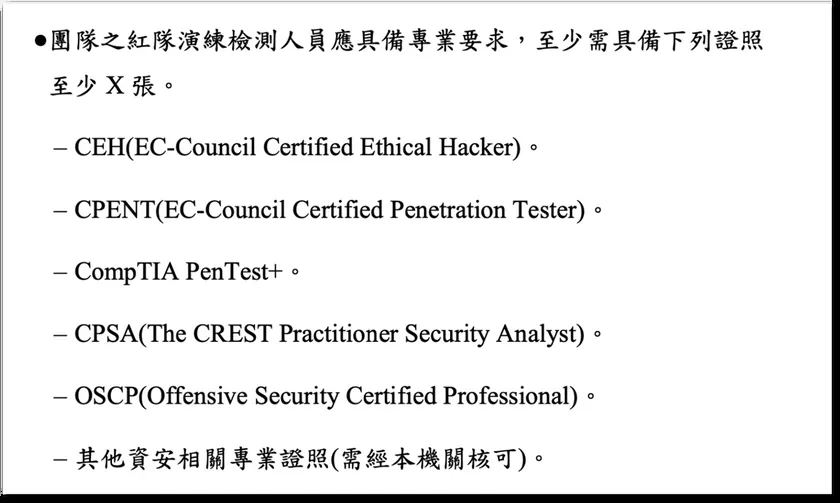 ●團隊之紅隊演練檢測人員應具備專業要求，至少需具備下列證照
至少 X 張。
– CEH(EC-Council Certified Ethical Hacker)。
– CPENT(EC-Council Certified Penetration Tester)。
– CompTIA PenTest+。
– CPSA(The CREST Practitioner Security Analyst)。
– OSCP(Offensive Security Certified Professional)。
– 其他資安相關專業證照(需經本機關核可)。